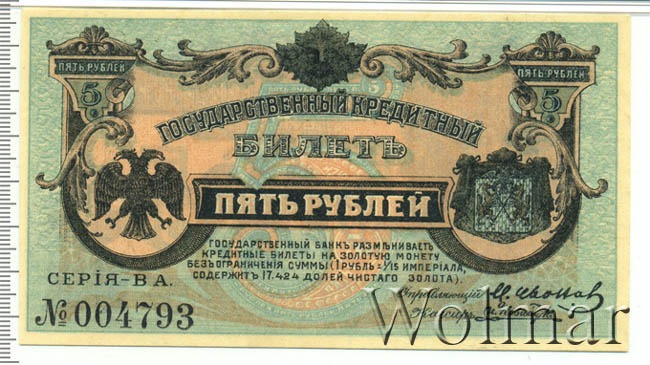 ПЯТЬ РУБЛЕЙ
ПЯТЬ РУБЛЕЙ
5
5
ГОСУДАРСТВЕННЫЙ КРЕДИТНЫЙ
БИЛЕТЪ
ПЯТЬ РУБЛЕЙ
ГОСУДАРСТВЕННЫЙ БАНКЪ РАЗМѢНИВАЕТЪ
КРЕДИТНЫЕ БИЛЕТЫ НА ЗОЛОТУЮ МОНЕТУ
БЕЗЪ ОГРАНИЧЕНІЯ СУММЫ (1 РУБЛЬ = 1/15 ИМПЕРІАЛА,
СОДЕРЖИТЪ 17.424 ДОЛЕЙ ЧИСТАГО ЗОЛОТА).
СЕРІЯ-ВА.
№ 004793
Управляющій
Кассиръ
Wolmar